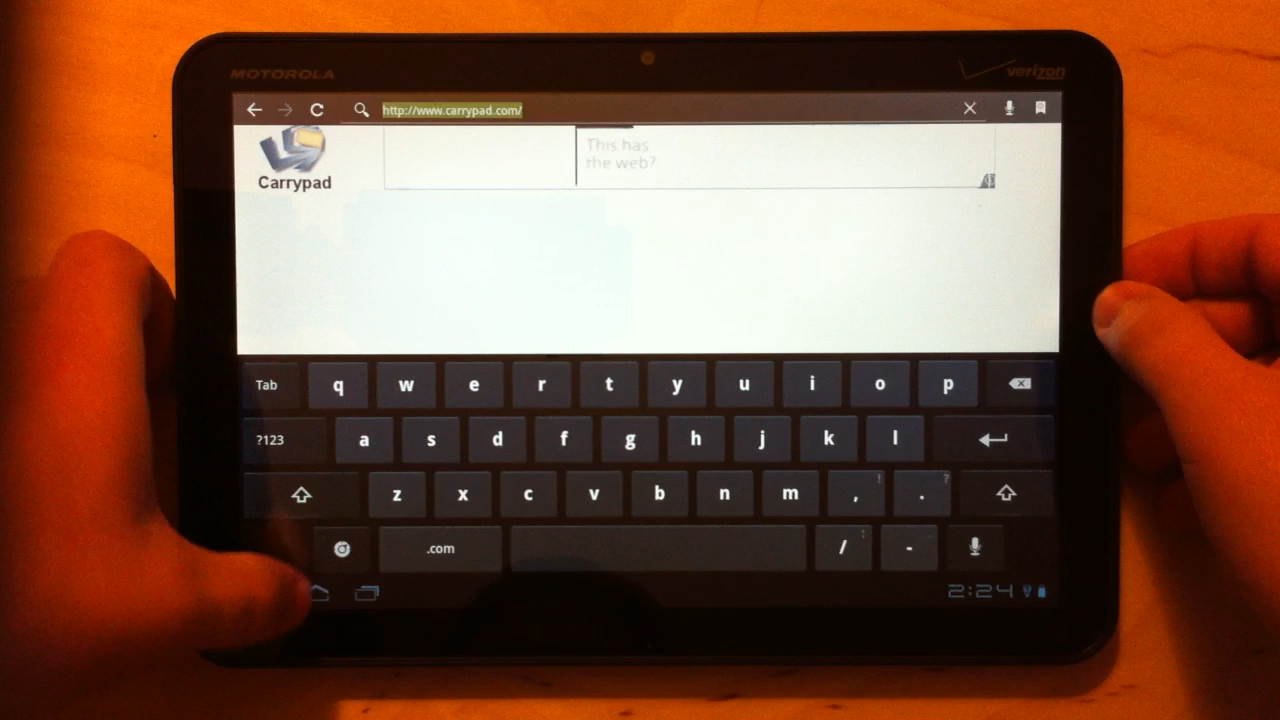 MOTOROLA
verizon
http://www.carrypad.com/
This has
the web?
Carrypad
Tab q w e r t y u i o p
?123 a s d f g h j k l
z x c v b n m , ! . ?
.com / : -
2:24